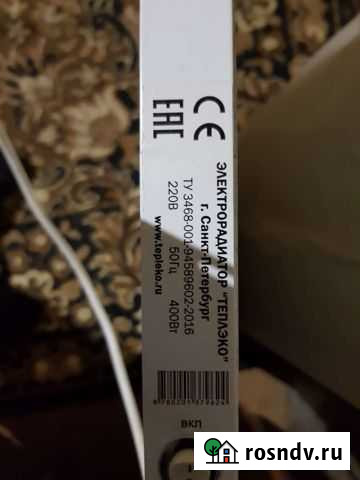 CE
EAC
ЭЛЕКТРОРАДИАТОР "ТЕПЛЭКО"
г. Санкт-Петербург
ТУ 3468-001-94589602-2016
220В 50Гц 400Вт
www.tepleko.ru
ВКЛ
rosndv.ru